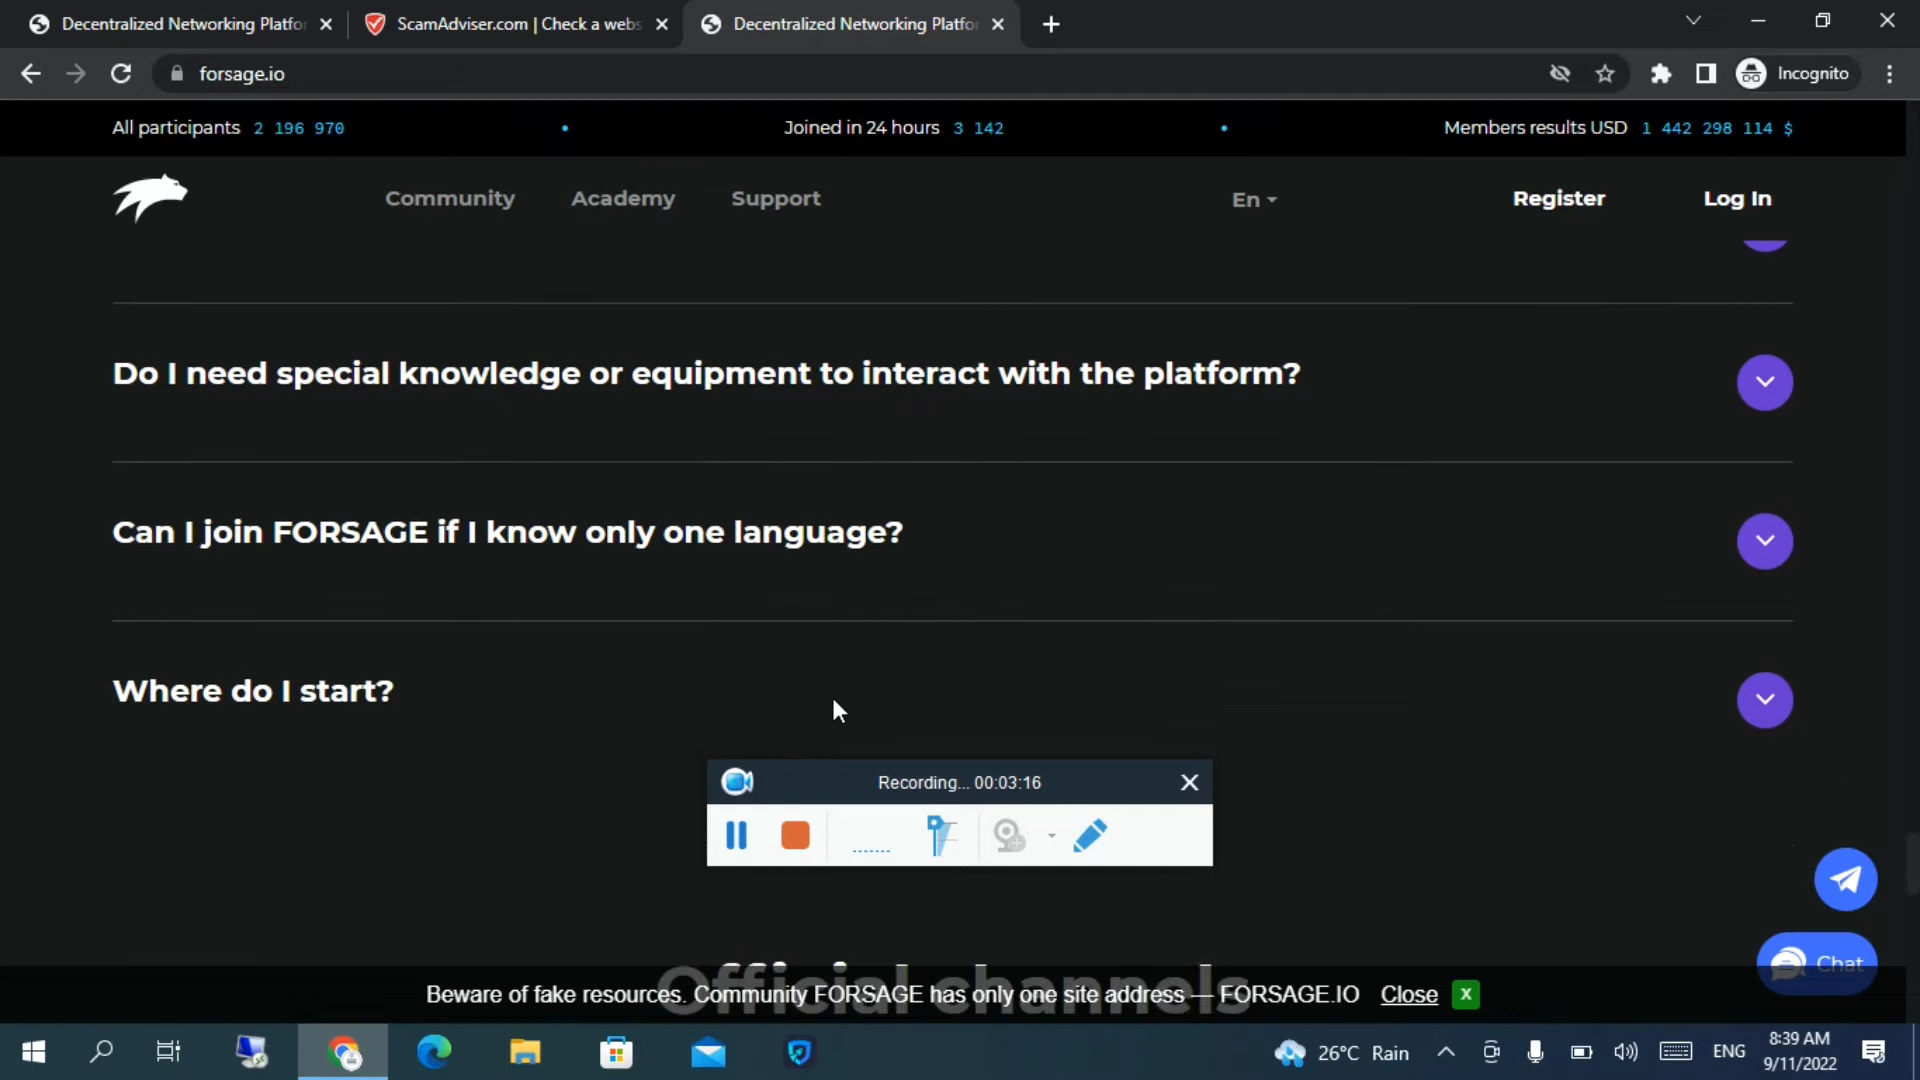 Decentralized Networking Platfo
ScamAdviser.com | Check a webs
Decentralized Networking Platfo
forsage.io
Incognito
All participants 2 196 970
Joined in 24 hours 3 142
Members results USD 1 442 298 114 $
Community
Academy
Support
En
Register
Log In
Do I need special knowledge or equipment to interact with the platform?
Can I join FORSAGE if I know only one language?
Where do I start?
Recording... 00:03:16
Chat
Official channels
Beware of fake resources. Community FORSAGE has only one site address — FORSAGE.IO Close x
26°C Rain
ENG
8:39 AM
9/11/2022